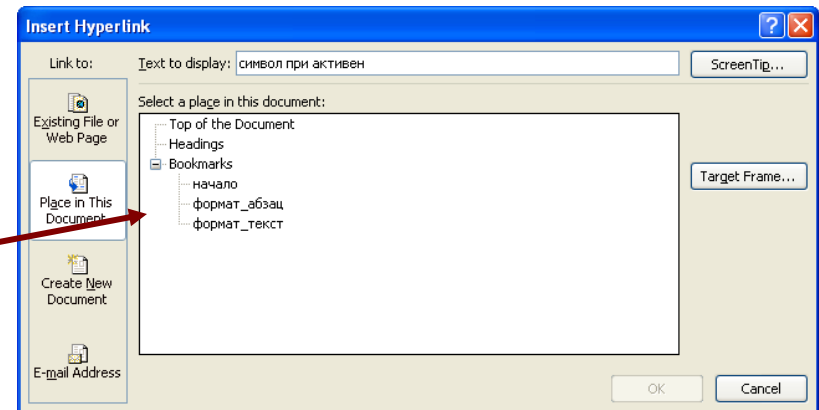 Insert Hyperlink
Link to:
Text to display: символ при активен
ScreenTip...
Select a place in this document:
Existing File or
Web Page
Place in This
Document
Create New
Document
E-mail Address
Top of the Document
Headings
Bookmarks
начало
формат_абзац
формат_текст
Target Frame...
OK
Cancel